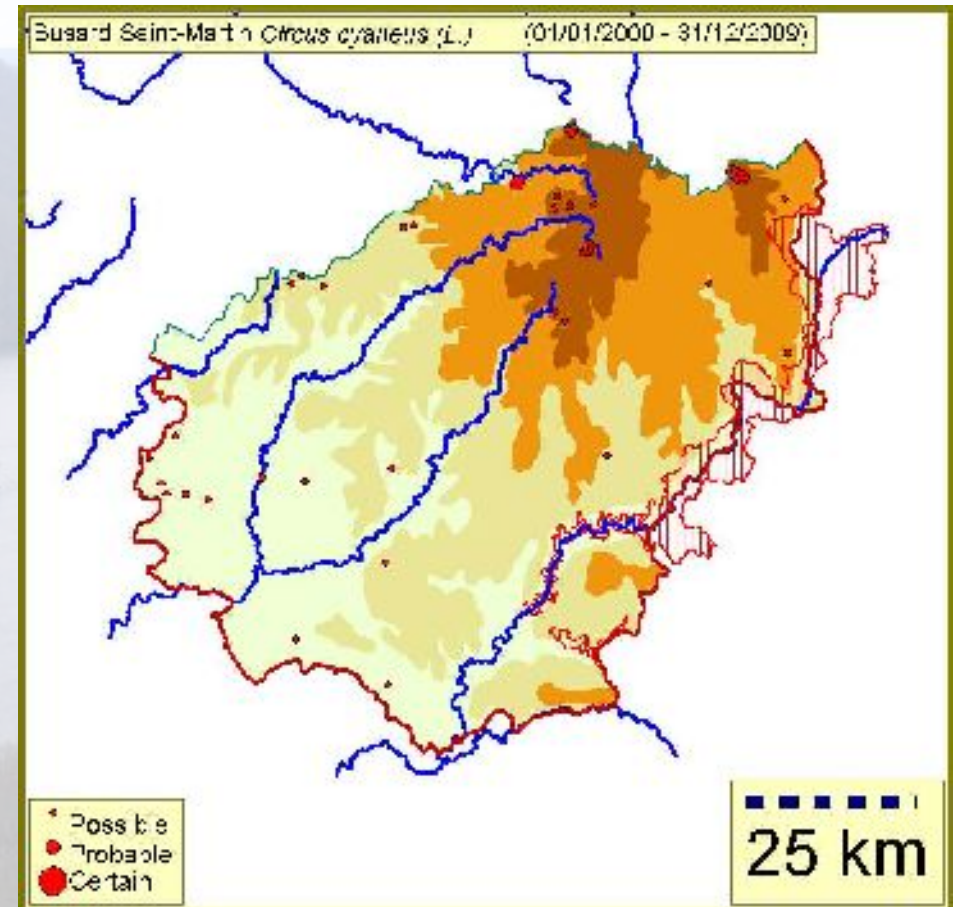 Busard Saint-Martin Circus cyaneus (L.) (01/01/2000 - 31/12/2009)
Possible
Probable
Certain
25 km